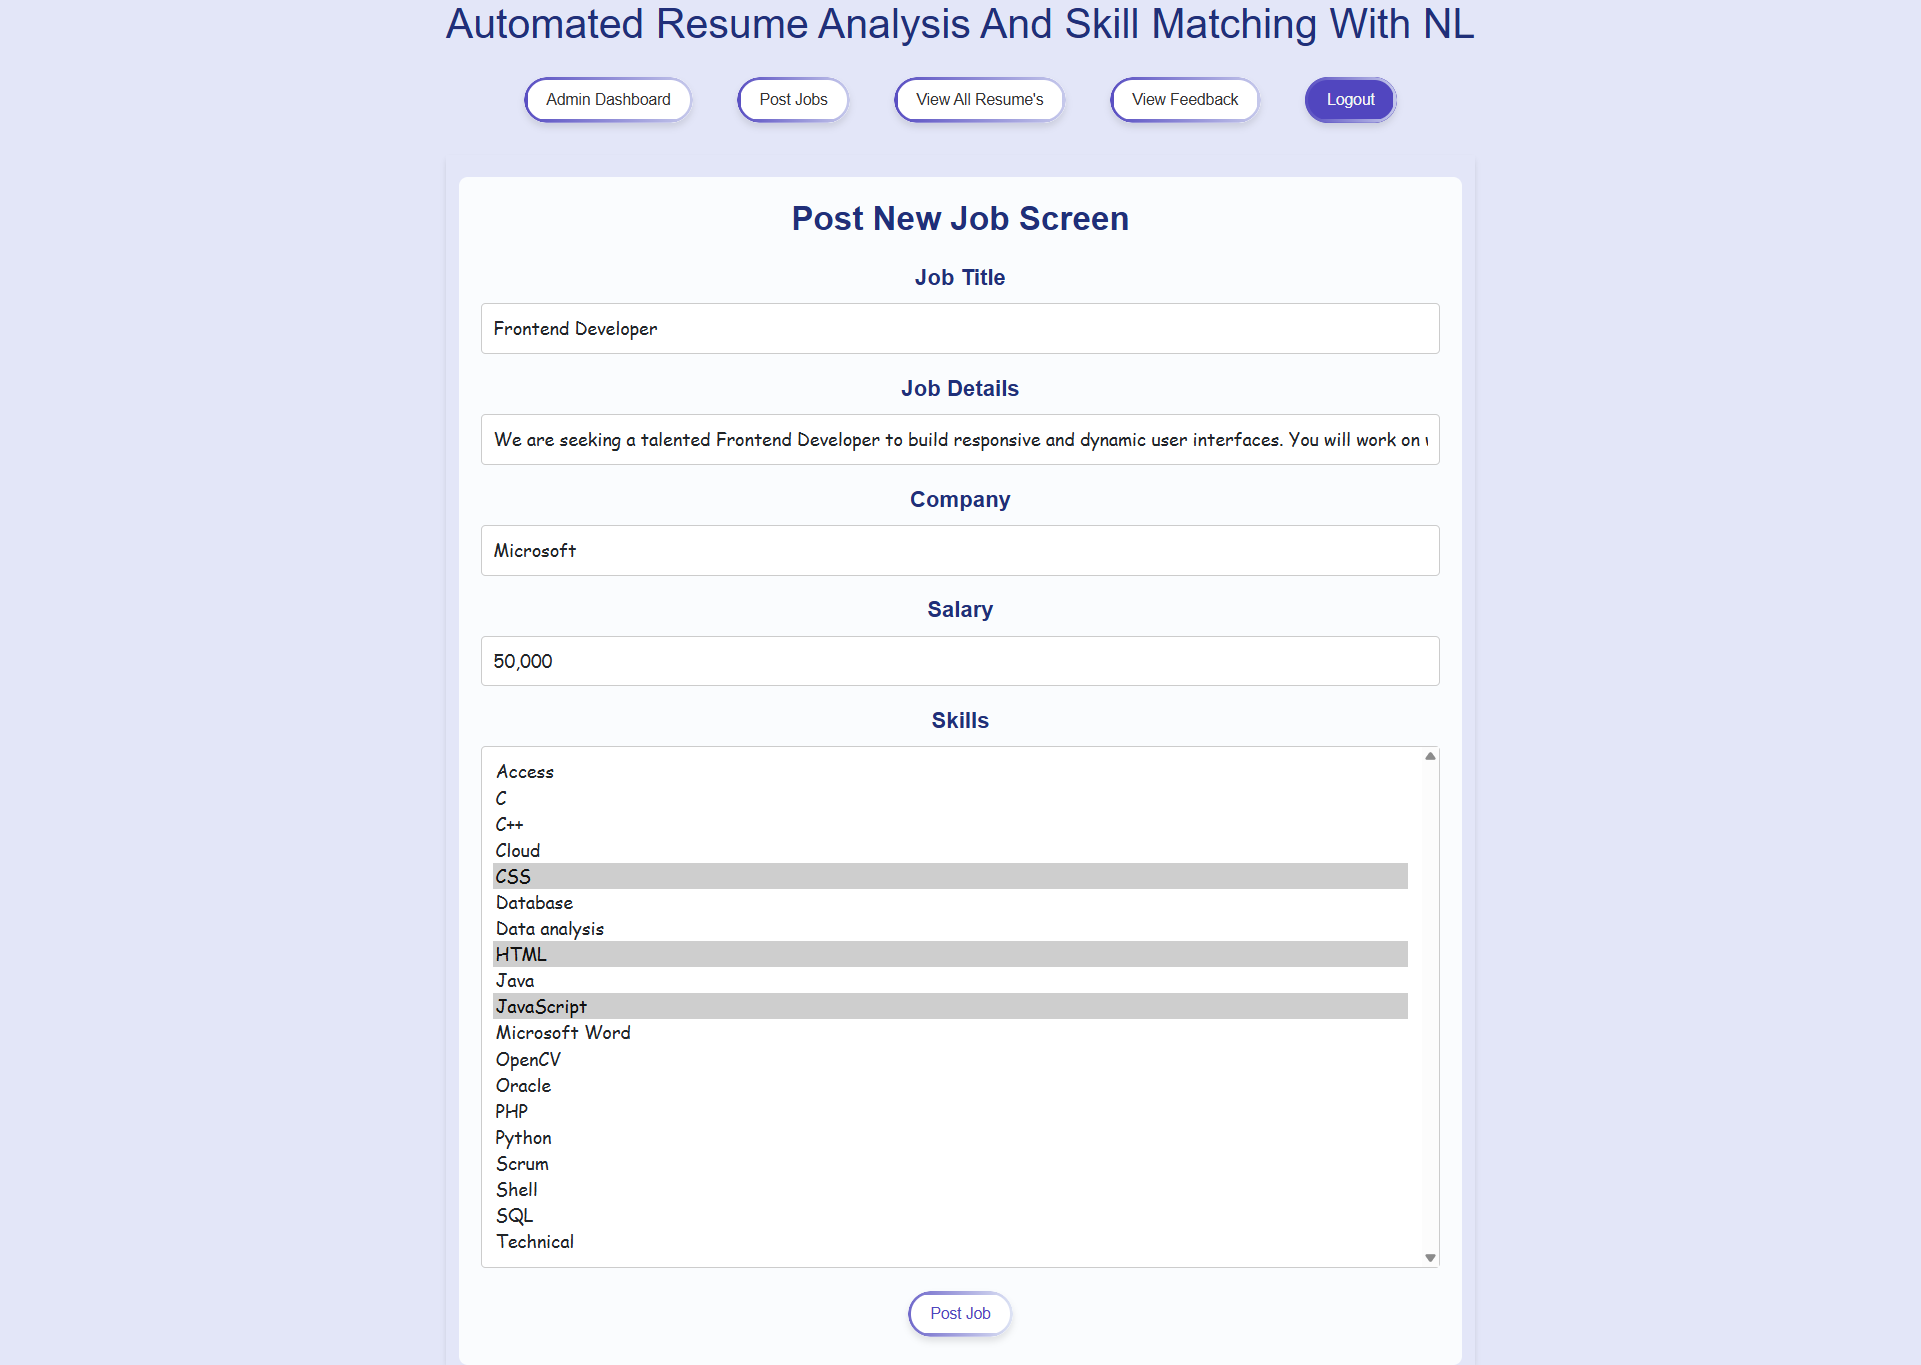 Automated Resume Analysis And Skill Matching With NL
Admin Dashboard
Post Jobs
View All Resume's
View Feedback
Logout
Post New Job Screen
Job Title
Frontend Developer
Job Details
We are seeking a talented Frontend Developer to build responsive and dynamic user interfaces. You will work on
Company
Microsoft
Salary
50,000
Skills
Access
C
C++
Cloud
CSS
Database
Data analysis
HTML
Java
JavaScript
Microsoft Word
OpenCV
Oracle
PHP
Python
Scrum
Shell
SQL
Technical
Post Job